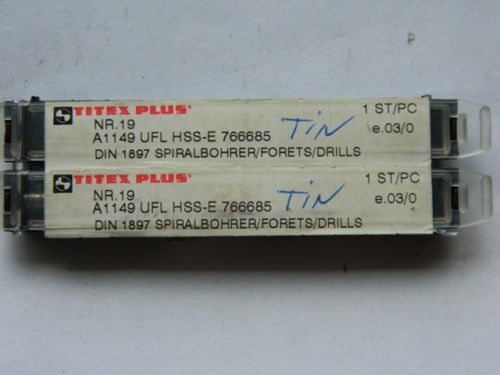 TITEX PLUS
NR.19 1 ST/PC
A1149 UFL HSS-E 766685 TiN e.03/0
DIN 1897 SPIRALBOHRER/FORETS/DRILLS
TITEX PLUS
NR.19 1 ST/PC
A1149 UFL HSS-E 766685 TiN e.03/0
DIN 1897 SPIRALBOHRER/FORETS/DRILLS